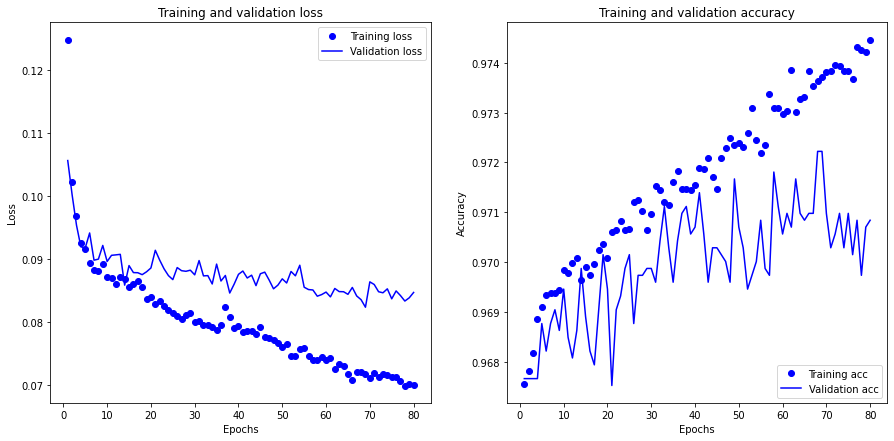 Training and validation loss
Training loss
Validation loss
0.12
0.11
0.10
0.09
0.08
0.07
Loss
0 10 20 30 40 50 60 70 80
Epochs
Training and validation accuracy
0.974
0.973
0.972
0.971
0.970
0.969
0.968
Accuracy
Training acc
Validation acc
0 10 20 30 40 50 60 70 80
Epochs